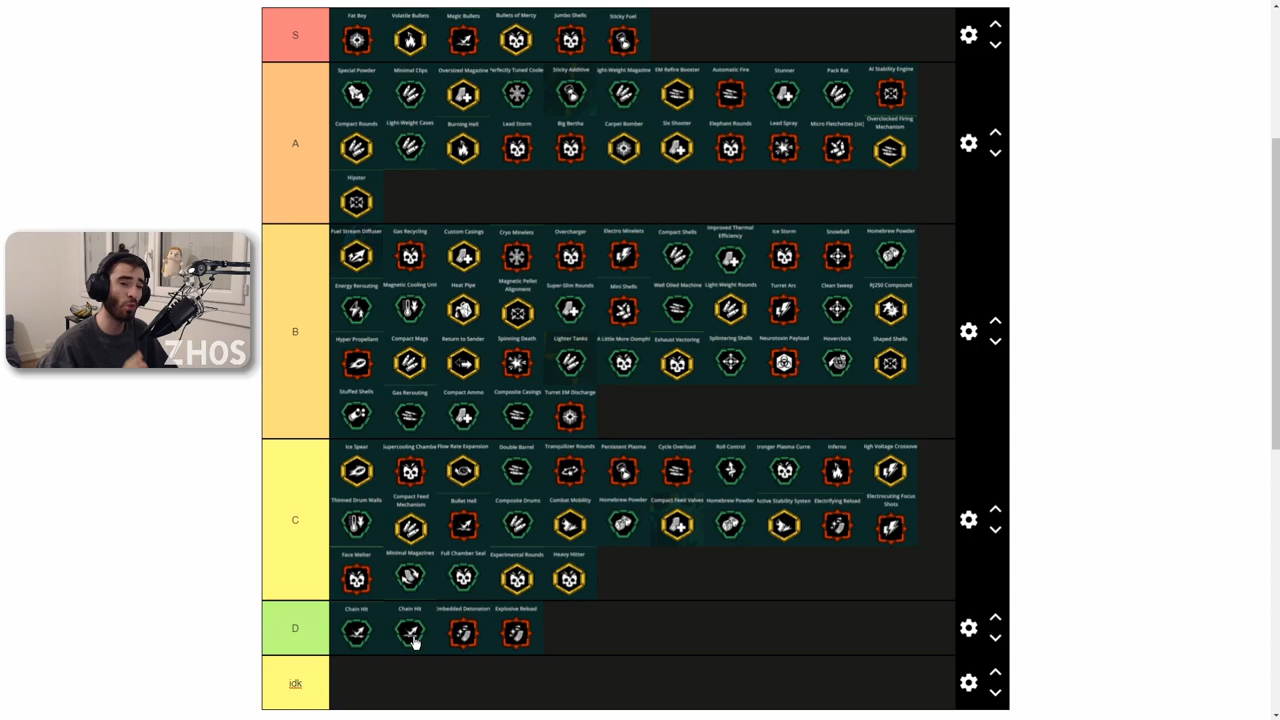 S
Fat Boy Volatile Bullets Magic Bullets Bullets of Mercy Jumbo Shells Sticky Fuel
A
Special Powder Minimal Clips Oversized Magazine Perfectly Tuned Coole Sticky Additive ight-Weight Magazine EM Refire Booster Automatic Fire Stunner Pack Rat AI Stability Engine
Compact Rounds Light-Weight Cases Burning Hell Lead Storm Big Bertha Carpet Bomber Six Shooter Elephant Rounds Lead Spray Micro Fletchettes [sic] Overclocked Firing Mechanism
Hipster
B
Fuel Stream Diffuser Gas Recycling Custom Casings Cryo Minelets Overcharger Electro Minelets Compact Shells Improved Thermal Efficiency Ice Storm Snowball Homebrew Powder
Energy Rerouting Magnetic Cooling Unit Heat Pipe Magnetic Pellet Alignment Super-Slim Rounds Mini Shells Well Oiled Machine Light-Weight Rounds Turret Arc Clean Sweep RJ250 Compound
Hyper Propellant Compact Mags Return to Sender Spinning Death Lighter Tanks A Little More Oomph! Exhaust Vectoring Splintering Shells Neurotoxin Payload Hoverclock Shaped Shells
Stuffed Shells Gas Rerouting Compact Ammo Composite Casings Turret EM Discharge
C
Ice Spear Supercooling Chambe Flow Rate Expansion Double Barrel Tranquilizer Rounds Persistent Plasma Cycle Overload Roll Control tronger Plasma Curre Inferno High Voltage Crossove
Thinned Drum Walls Compact Feed Mechanism Bullet Hell Composite Drums Combat Mobility Homebrew Powder Compact Feed Valves Homebrew Powder Active Stability System Electrifying Reload Electrocuting Focus Shots
Face Melter Minimal Magazines Full Chamber Seal Experimental Rounds Heavy Hitter
D
Chain Hit Chain Hit Embedded Detonators Explosive Reload
idk
ZHOS